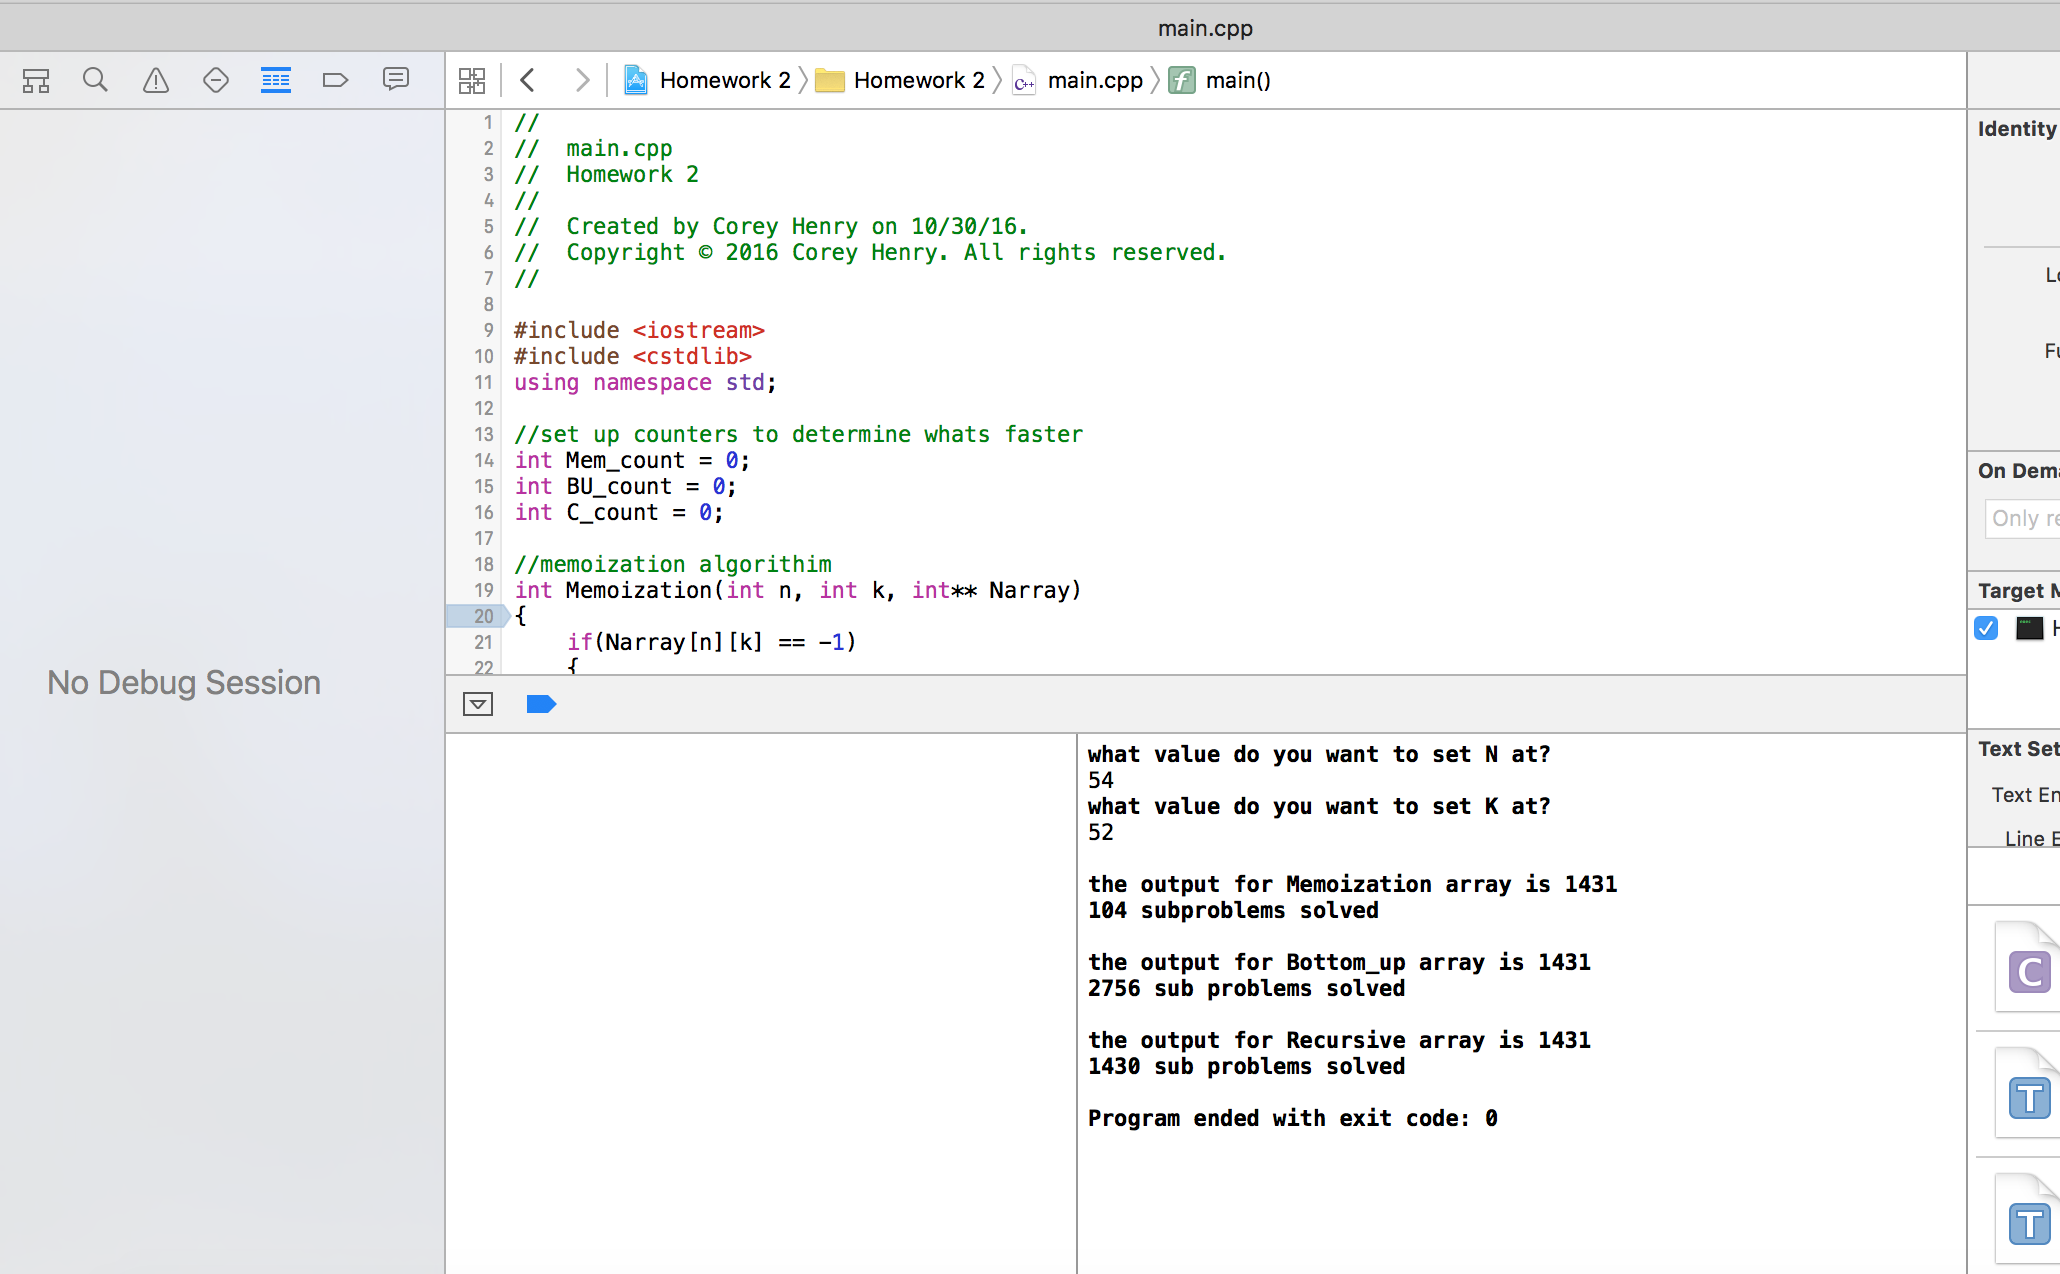 main.cpp
Homework 2 Homework 2 main.cpp main()
1 //
2 //  main.cpp
3 //  Homework 2
4 //
5 //  Created by Corey Henry on 10/30/16.
6 //  Copyright © 2016 Corey Henry. All rights reserved.
7 //
8
9 #include <iostream>
10 #include <cstdlib>
11 using namespace std;
12
13 //set up counters to determine whats faster
14 int Mem_count = 0;
15 int BU_count = 0;
16 int C_count = 0;
17
18 //memoization algorithim
19 int Memoization(int n, int k, int** Narray)
20 {
21     if(Narray[n][k] == -1)
22     {
No Debug Session
what value do you want to set N at?
54
what value do you want to set K at?
52
the output for Memoization array is 1431
104 subproblems solved
the output for Bottom_up array is 1431
2756 sub problems solved
the output for Recursive array is 1431
1430 sub problems solved
Program ended with exit code: 0
Identity
On
Target
Only
Text
Text
Line
C
T
T